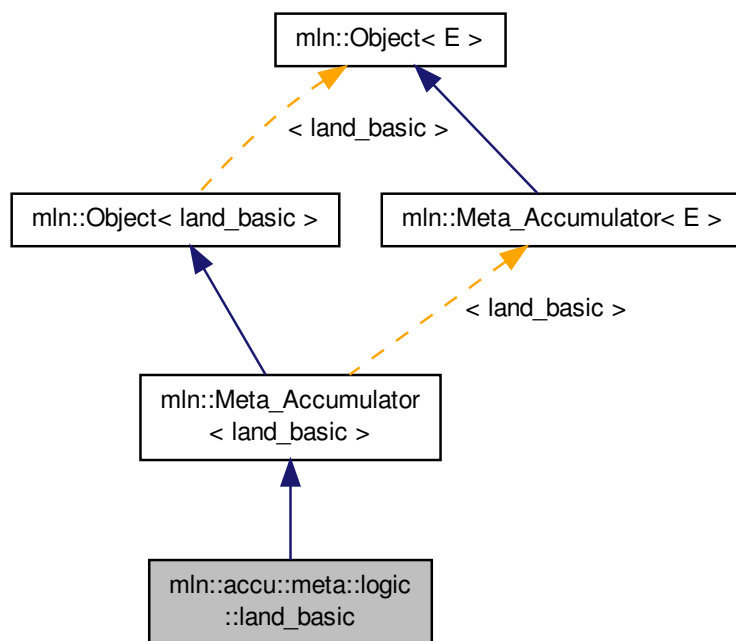 mln::Object< E >
< land_basic >
mln::Object< land_basic >
mln::Meta_Accumulator< E >
< land_basic >
mln::Meta_Accumulator
< land_basic >
mln::accu::meta::logic
::land_basic